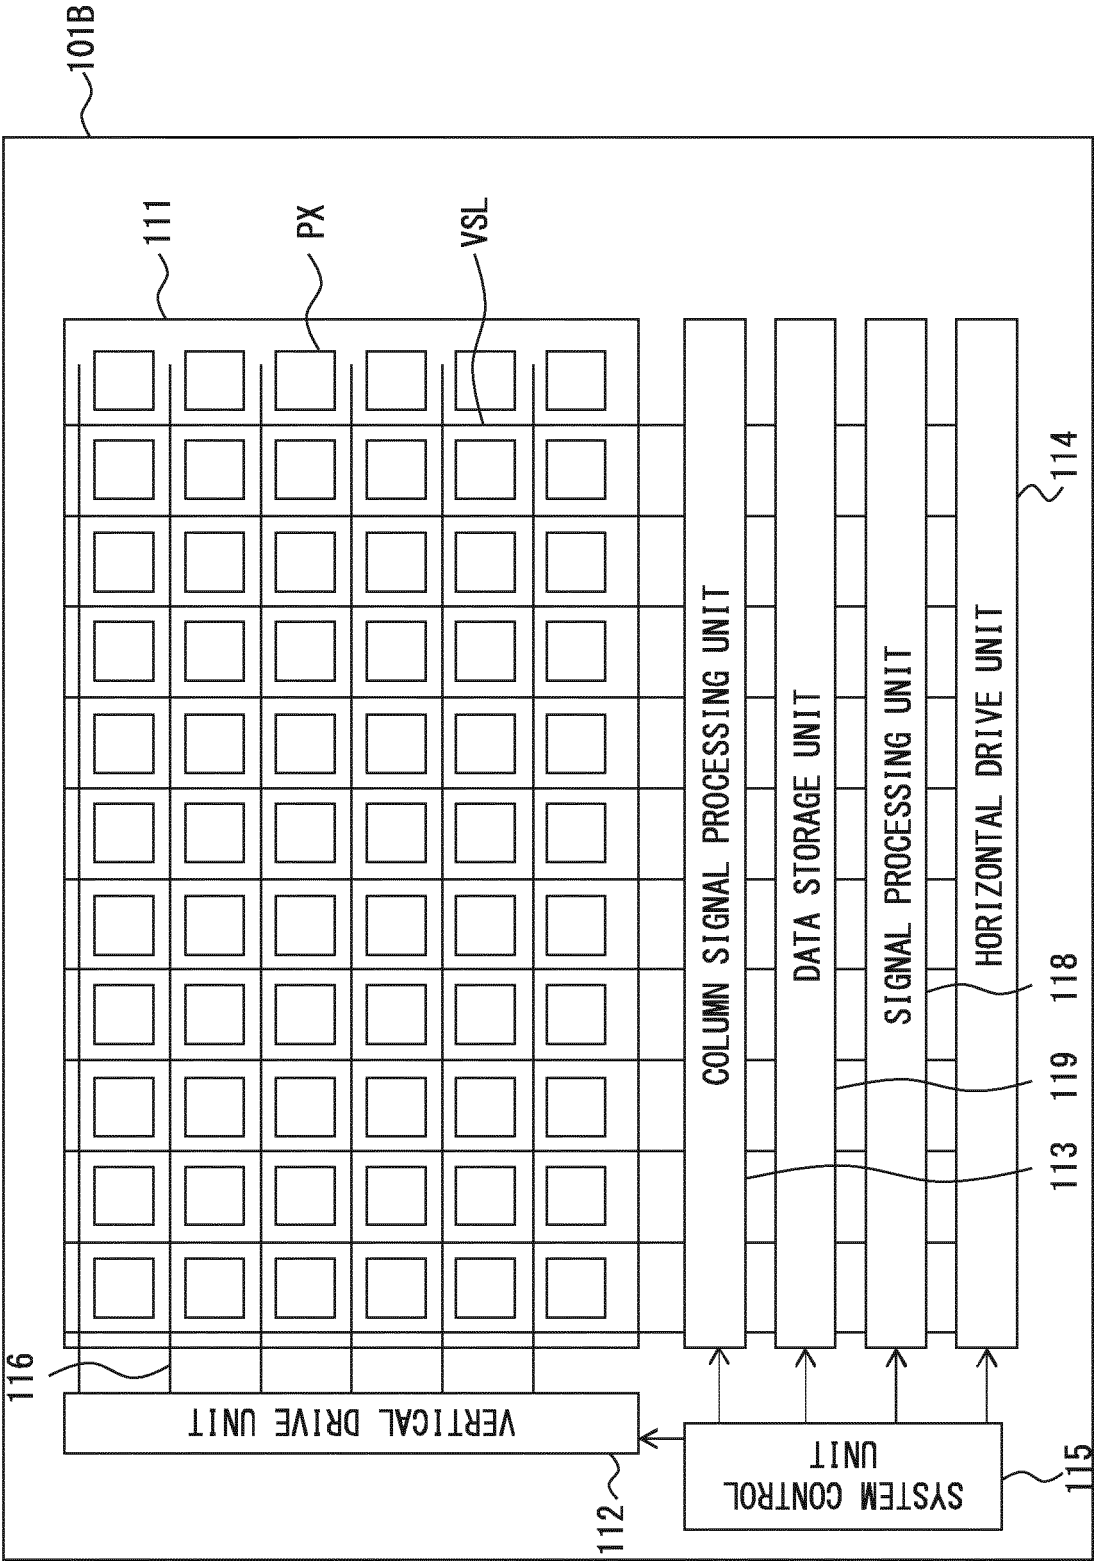 101B
111
PX
VSL
116
VERTICAL DRIVE UNIT
112
COLUMN SIGNAL PROCESSING UNIT
113
DATA STORAGE UNIT
119
SIGNAL PROCESSING UNIT
118
HORIZONTAL DRIVE UNIT
114
SYSTEM CONTROL
UNIT
115